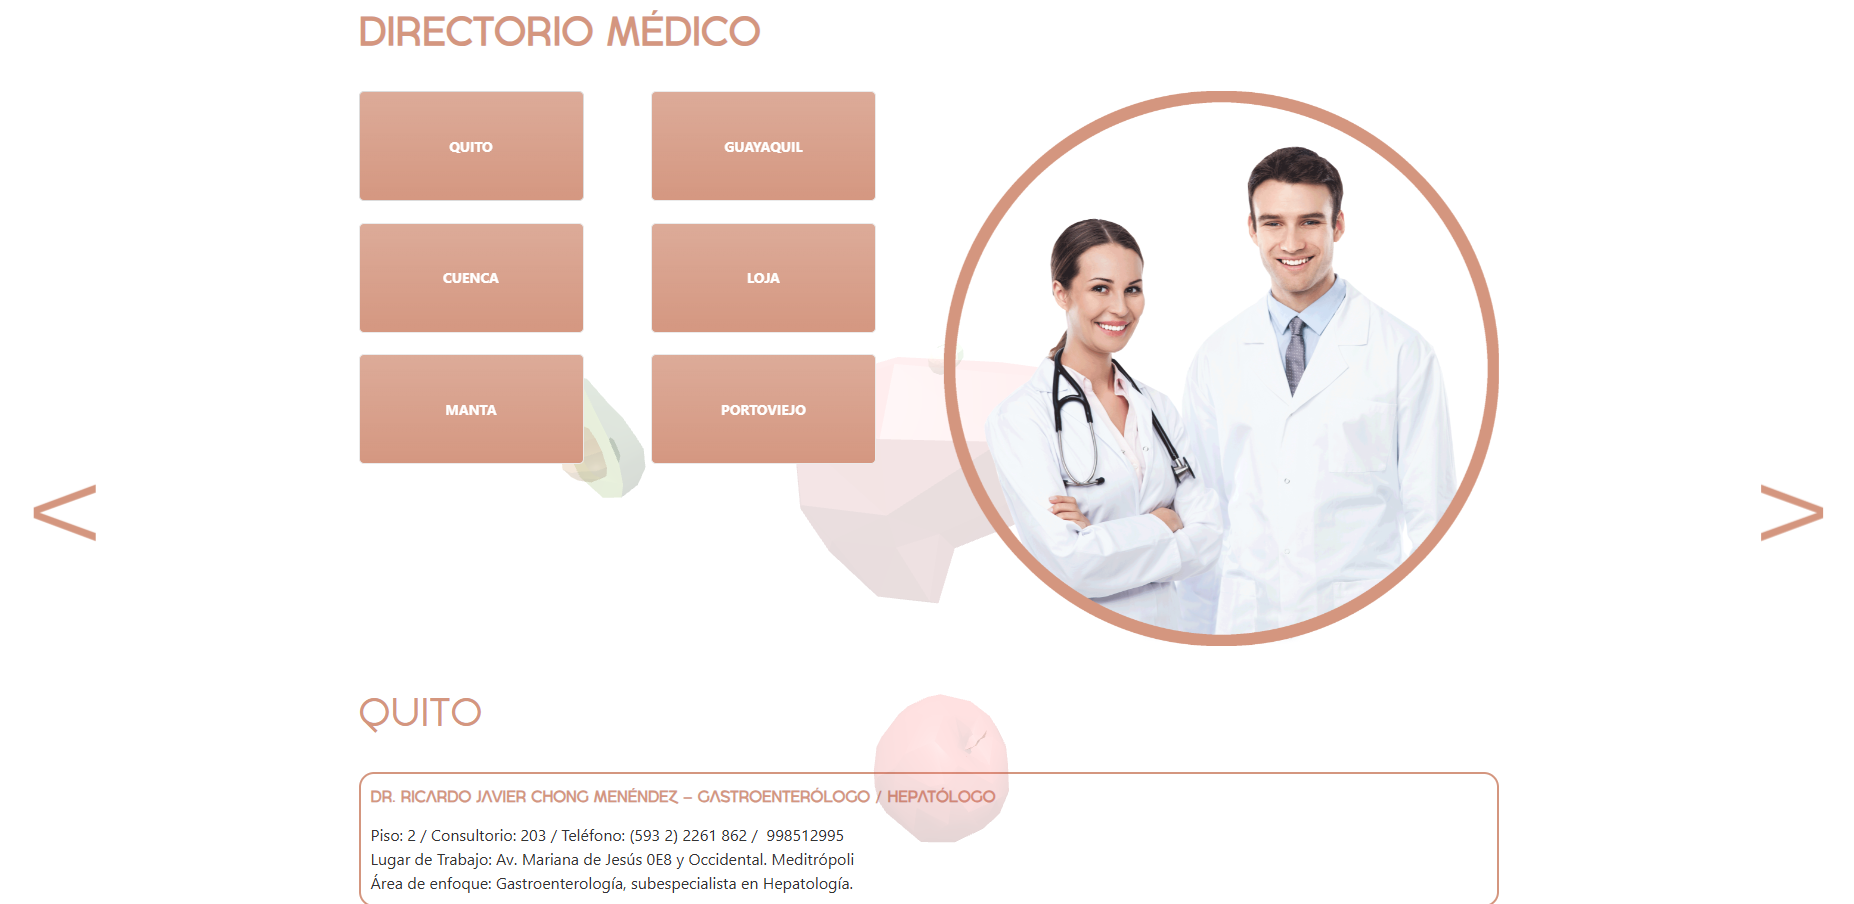 DIRECTORIO MÉDICO
QUITO
GUAYAQUIL
CUENCA
LOJA
MANTA
PORTOVIEJO
<
>
QUITO
DR. RICARDO JAVIER CHONG MENÉNDEZ – GASTROENTERÓLOGO / HEPATÓLOGO
Piso: 2 / Consultorio: 203 / Teléfono: (593 2) 2261 862 / 998512995
Lugar de Trabajo: Av. Mariana de Jesús 0E8 y Occidental. Meditrópoli
Área de enfoque: Gastroenterología, subespecialista en Hepatología.